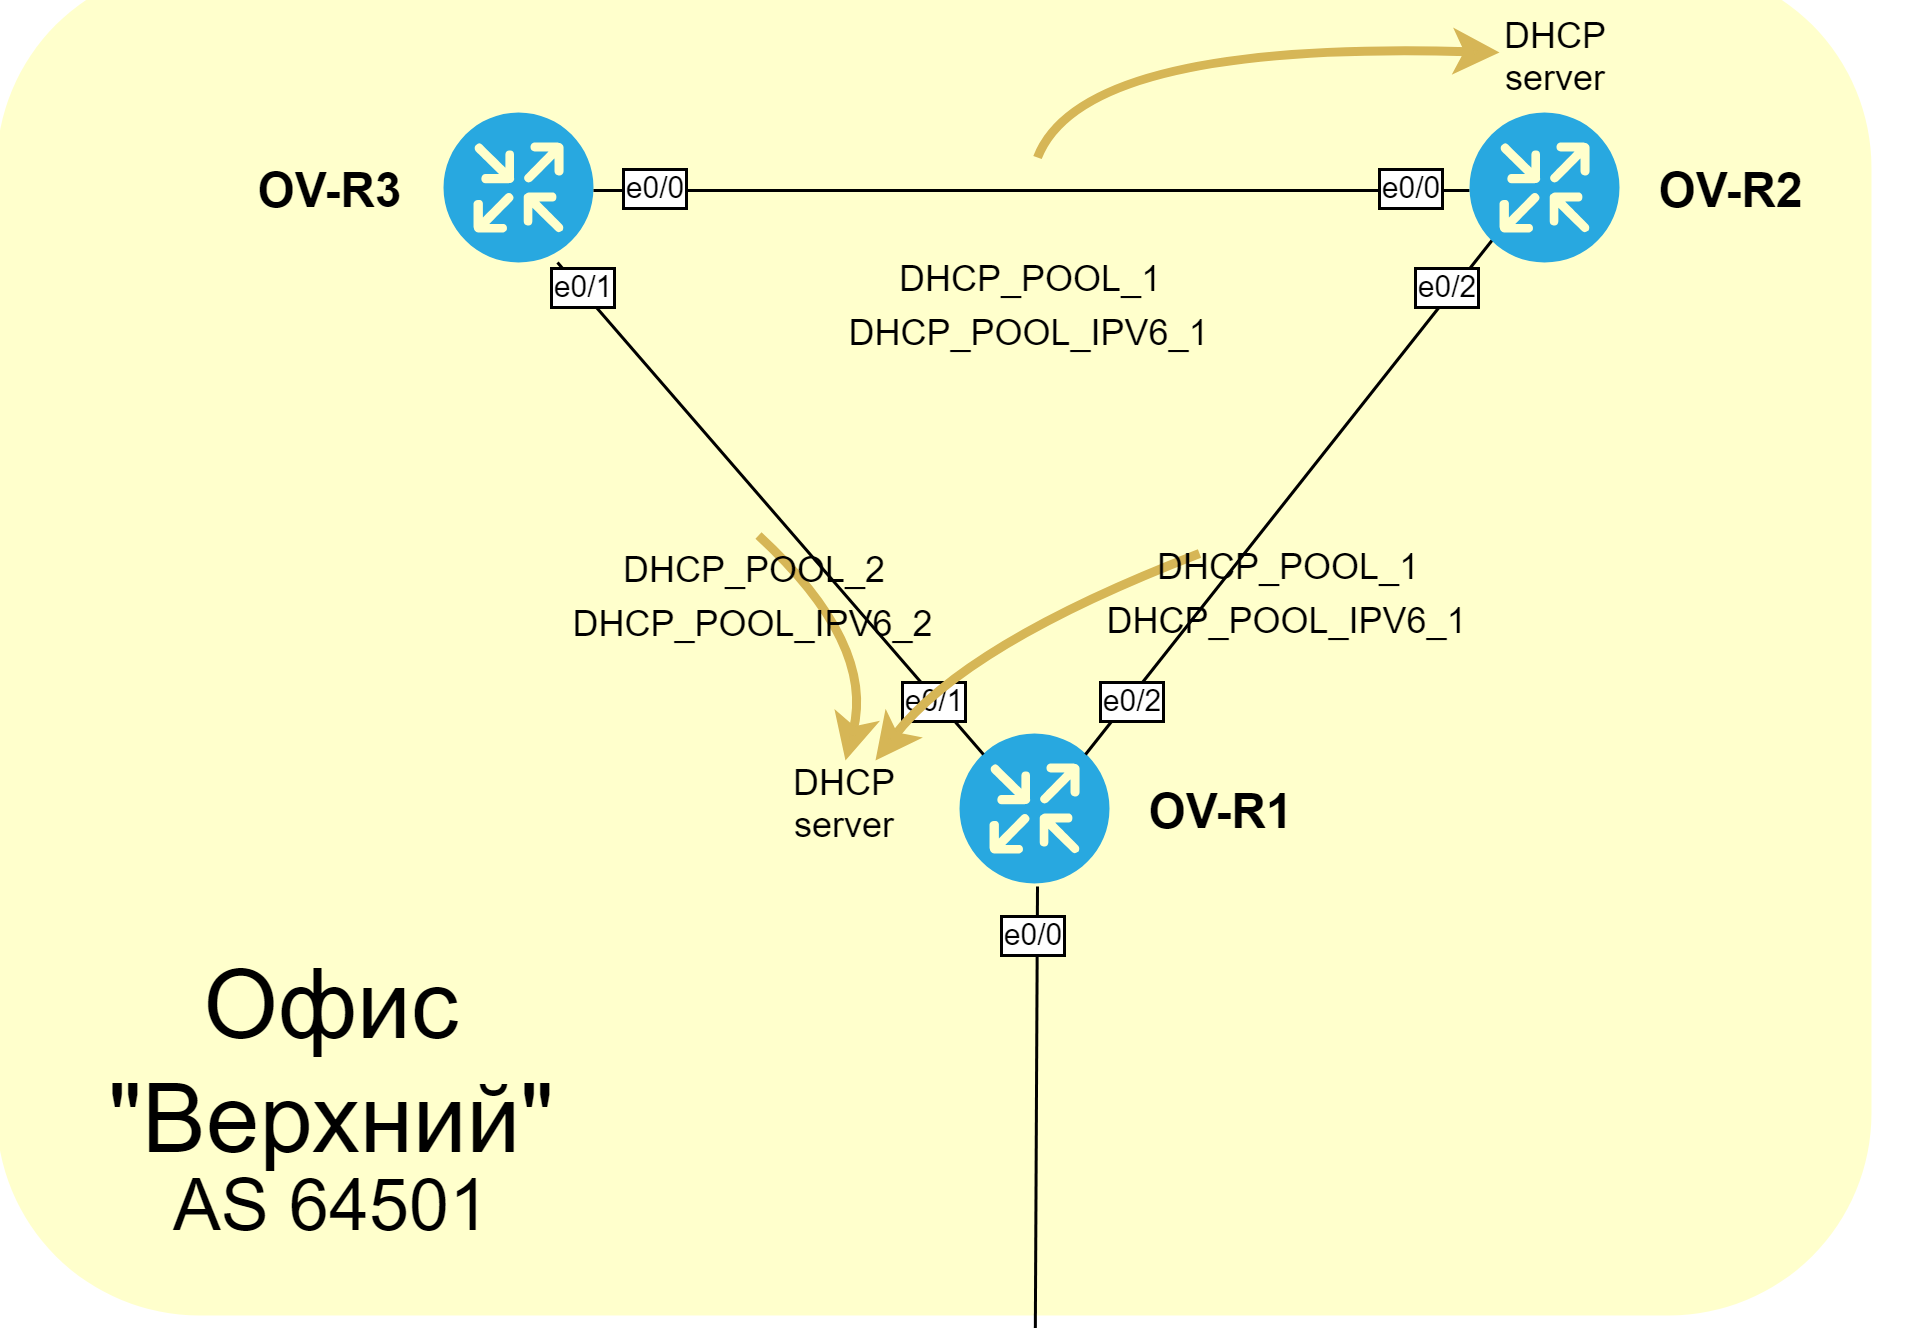 DHCP
server
OV-R3
e0/0
e0/0
OV-R2
e0/1
DHCP_POOL_1
DHCP_POOL_IPV6_1
e0/2
DHCP_POOL_2
DHCP_POOL_IPV6_2
DHCP_POOL_1
DHCP_POOL_IPV6_1
e0/1
e0/2
DHCP
server
OV-R1
e0/0
Офис
"Верхний"
AS 64501